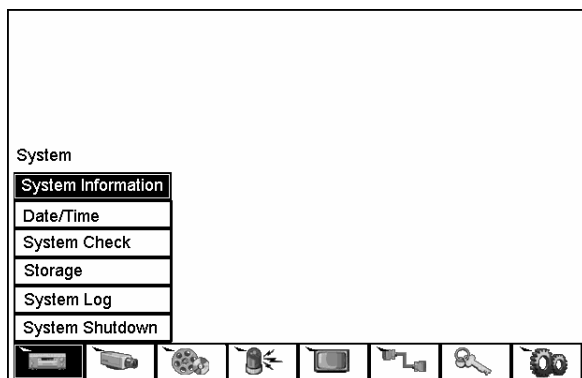 System
System Information
Date/Time
System Check
Storage
System Log
System Shutdown